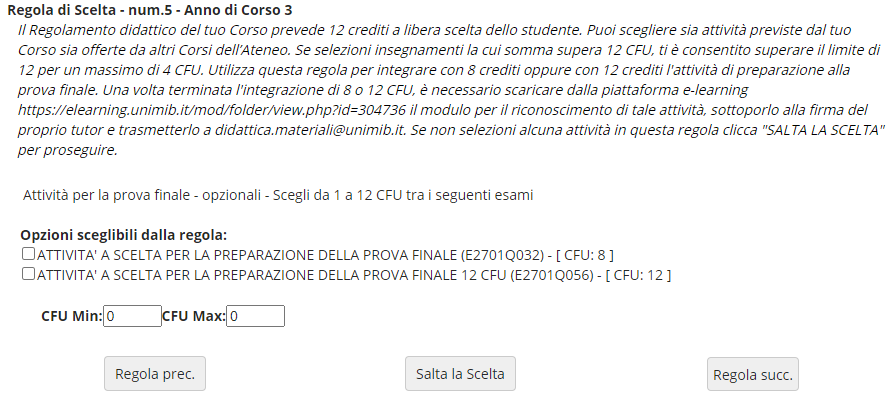 Regola di Scelta - num.5 - Anno di Corso 3
Il Regolamento didattico del tuo Corso prevede 12 crediti a libera scelta dello studente. Puoi scegliere sia attività previste dal tuo
Corso sia offerte da altri Corsi dell'Ateneo. Se selezioni insegnamenti la cui somma supera 12 CFU, ti è consentito superare il limite di
12 per un massimo di 4 CFU. Utilizza questa regola per integrare con 8 crediti oppure con 12 crediti l'attività di preparazione alla
prova finale. Una volta terminata l'integrazione di 8 o 12 CFU, è necessario scaricare dalla piattaforma e-learning
https://elearning.unimib.it/mod/folder/view.php?id=304736 il modulo per il riconoscimento di tale attività, sottoporlo alla firma del
proprio tutor e trasmetterlo a didattica.materiali@unimib.it. Se non selezioni alcuna attività in questa regola clicca "SALTA LA SCELTA"
per proseguire.
Attività per la prova finale - opzionali - Scegli da 1 a 12 CFU tra i seguenti esami
Opzioni sceglibili dalla regola:
ATTIVITA' A SCELTA PER LA PREPARAZIONE DELLA PROVA FINALE (E2701Q032) - [ CFU: 8 ]
ATTIVITA' A SCELTA PER LA PREPARAZIONE DELLA PROVA FINALE 12 CFU (E2701Q056) - [ CFU: 12 ]
CFU Min: 0 CFU Max: 0
Regola prec. Salta la Scelta Regola succ.